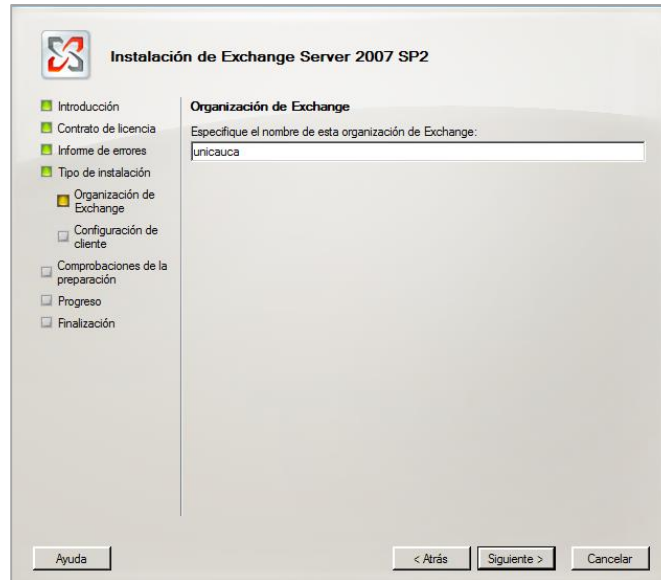 Instalación de Exchange Server 2007 SP2
Introducción
Contrato de licencia
Informe de errores
Tipo de instalación
Organización de
Exchange
Configuración de
cliente
Comprobaciones de la
preparación
Progreso
Finalización
Organización de Exchange
Especifique el nombre de esta organización de Exchange:
unicauca
Ayuda
< Atrás
Siguiente >
Cancelar